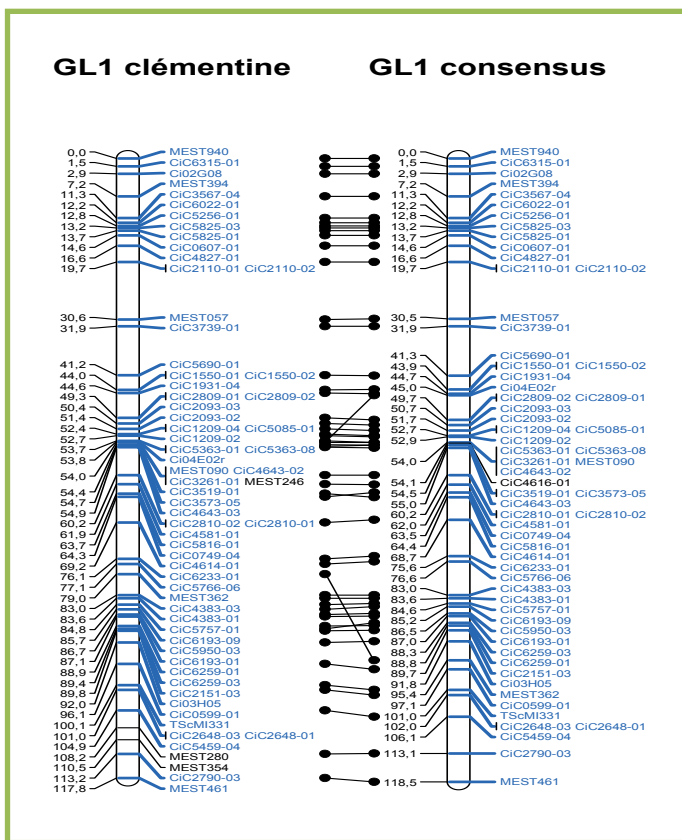 GL1 clémentine
GL1 consensus
0,0 MEST940
1,5 CiC6315-01
2,9 Ci02G08
7,2 MEST394
11,3 CiC3567-04
12,2 CiC6022-01
12,8 CiC5256-01
13,2 CiC5825-03
13,7 CiC5825-01
14,6 CiC0607-01
16,6 CiC4827-01
19,7 CiC2110-01 CiC2110-02
30,6 MEST057
31,9 CiC3739-01
41,2 CiC5690-01
44,0 CiC1550-01 CiC1550-02
44,6 CiC1931-04
49,3 CiC2809-01 CiC2809-02
50,4 CiC2093-03
51,4 CiC2093-02
52,4 CiC1209-04 CiC5085-01
52,7 CiC1209-02
53,7 CiC5363-01 CiC5363-08
53,8 Ci04E02r
MEST090 CiC4643-02
54,0 CiC3261-01 MEST246
54,4 CiC3519-01
54,7 CiC3573-05
54,9 CiC4643-03
60,2 CiC2810-02 CiC2810-01
61,9 CiC4581-01
63,7 CiC5816-01
64,3 CiC0749-04
69,2 CiC4614-01
76,1 CiC6233-01
77,1 CiC5766-06
79,0 MEST362
83,0 CiC4383-03
83,6 CiC4383-01
84,8 CiC5757-01
85,7 CiC6193-09
86,7 CiC5950-03
87,1 CiC6193-01
88,9 CiC6259-01
89,4 CiC6259-03
89,8 CiC2151-03
92,0 Ci03H05
96,1 CiC0599-01
100,1 TScMI331
101,0 CiC2648-03 CiC2648-01
104,9 CiC5459-04
108,2 MEST280
110,5 MEST354
113,2 CiC2790-03
117,8 MEST461
0,0 MEST940
1,5 CiC6315-01
2,9 Ci02G08
7,2 MEST394
11,3 CiC3567-04
12,2 CiC6022-01
12,8 CiC5256-01
13,2 CiC5825-03
13,7 CiC5825-01
14,6 CiC0607-01
16,6 CiC4827-01
19,7 CiC2110-01 CiC2110-02
30,5 MEST057
31,9 CiC3739-01
41,3 CiC5690-01
43,9 CiC1550-01 CiC1550-02
44,7 CiC1931-04
45,0 Ci04E02r
49,7 CiC2809-02 CiC2809-01
50,7 CiC2093-03
51,7 CiC2093-02
52,7 CiC1209-04 CiC5085-01
52,9 CiC1209-02
CiC5363-01 CiC5363-08
54,0 CiC3261-01 MEST090
CiC4643-02
54,1 CiC4616-01
54,5 CiC3519-01 CiC3573-05
55,0 CiC4643-03
60,2 CiC2810-01 CiC2810-02
62,0 CiC4581-01
63,5 CiC0749-04
64,4 CiC5816-01
68,7 CiC4614-01
75,6 CiC6233-01
76,6 CiC5766-06
83,0 CiC4383-03
83,6 CiC4383-01
84,6 CiC5757-01
85,2 CiC6193-09
86,5 CiC5950-03
87,0 CiC6193-01
88,3 CiC6259-03
88,8 CiC6259-01
89,7 CiC2151-03
91,8 Ci03H05
95,4 MEST362
97,1 CiC0599-01
101,0 TScMI331
102,0 CiC2648-03 CiC2648-01
106,1 CiC5459-04
113,1 CiC2790-03
118,5 MEST461